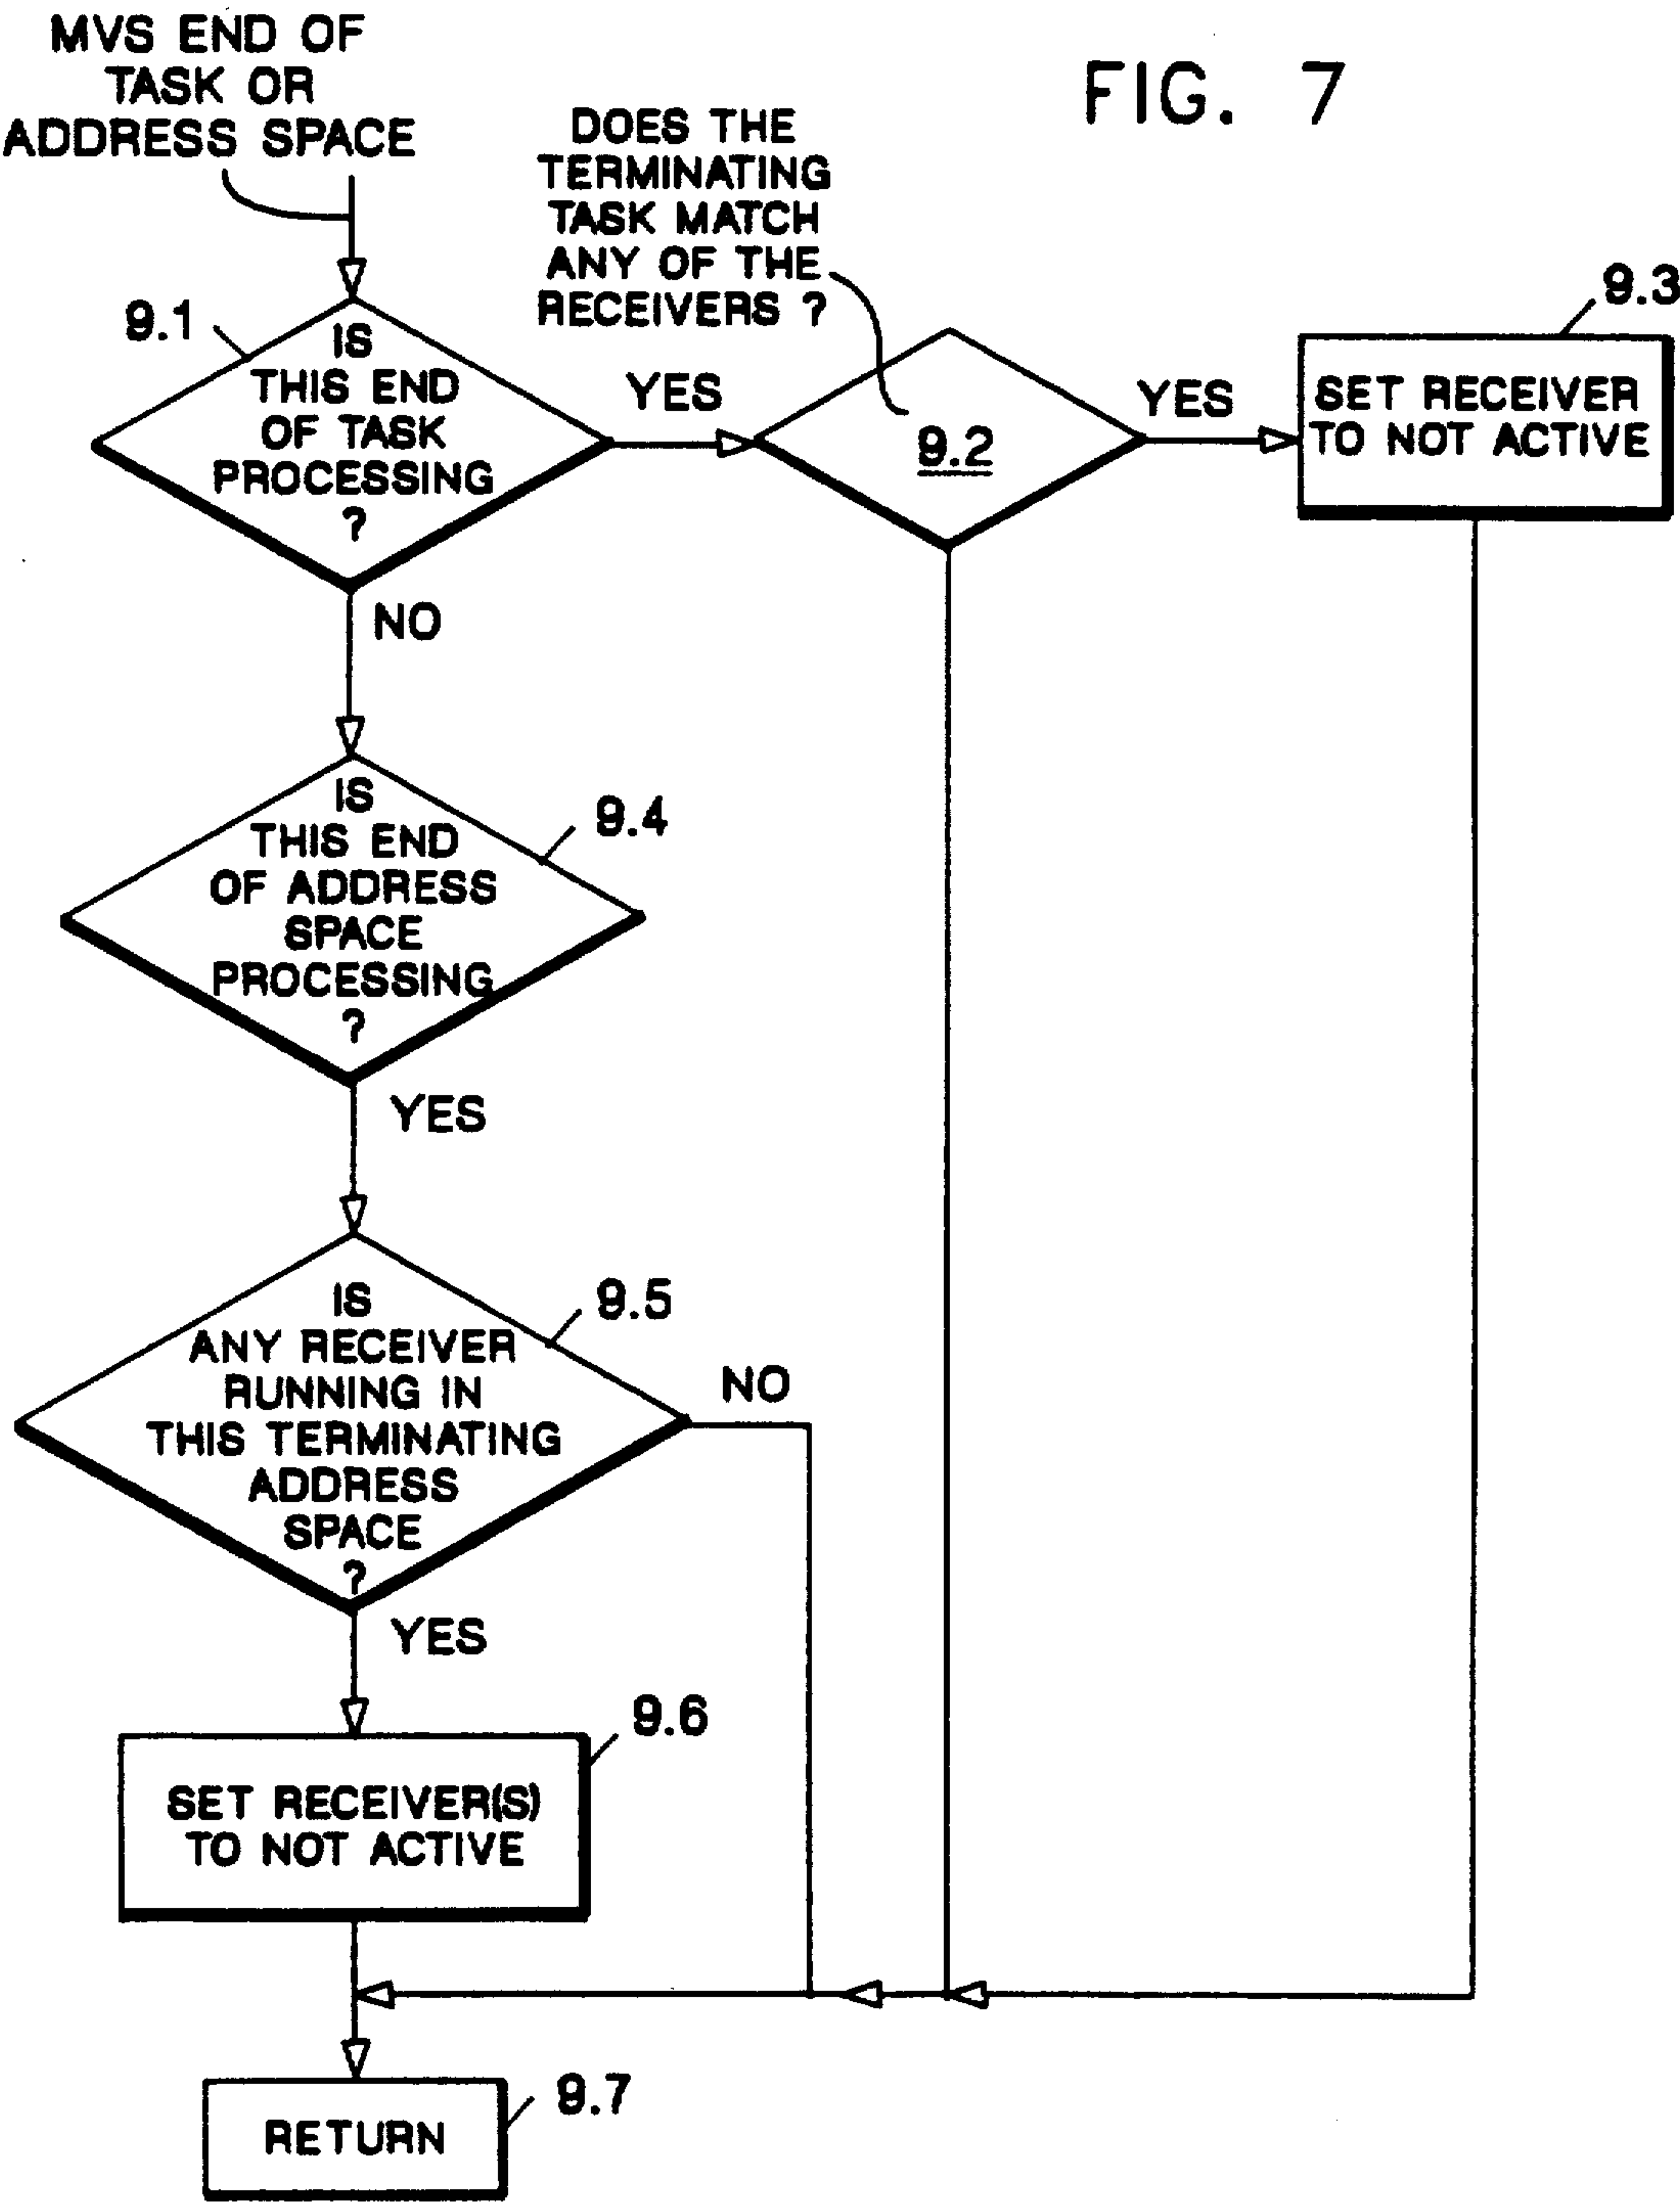 MVS END OF
TASK OR
ADDRESS SPACE
FIG. 7
DOES THE
TERMINATING
TASK MATCH
ANY OF THE
RECEIVERS ?
9.1
IS
THIS END
OF TASK
PROCESSING
?
YES
9.2
YES
9.3
SET RECEIVER
TO NOT ACTIVE
NO
IS
THIS END
OF ADDRESS
SPACE
PROCESSING
?
9.4
YES
IS
ANY RECEIVER
RUNNING IN
THIS TERMINATING
ADDRESS
SPACE
?
9.5
NO
YES
9.6
SET RECEIVER(S)
TO NOT ACTIVE
RETURN
9.7